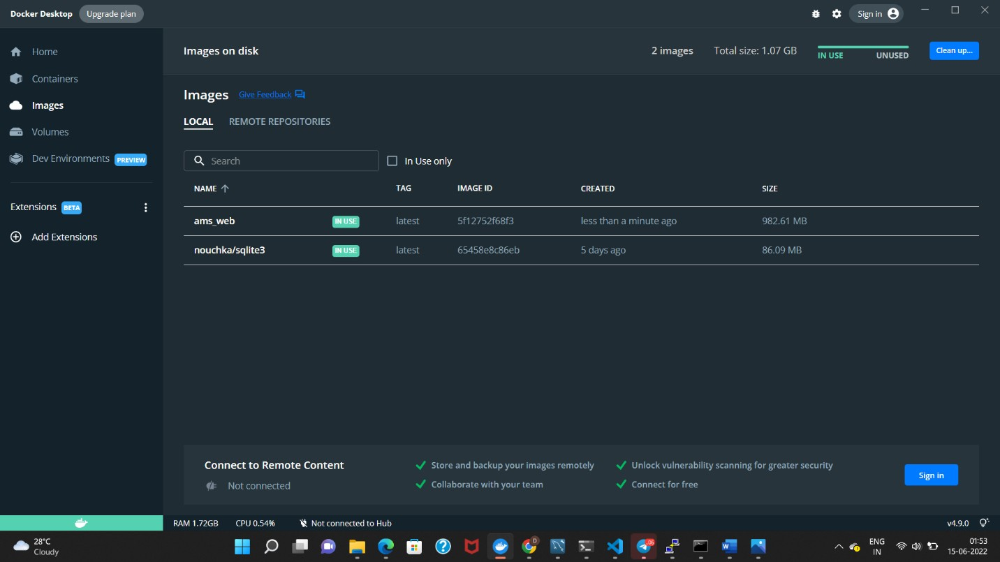 Docker Desktop Upgrade plan Sign in
Home
Containers
Images
Volumes
Dev Environments PREVIEW
Extensions BETA
Add Extensions
Images on disk 2 images Total size: 1.07 GB IN USE UNUSED Clean up...
Images Give Feedback
LOCAL REMOTE REPOSITORIES
Search In Use only
NAME TAG IMAGE ID CREATED SIZE
ams_web IN USE latest 5f12752f68f3 less than a minute ago 982.61 MB
nouchka/sqlite3 IN USE latest 65458e8c86eb 5 days ago 86.09 MB
Connect to Remote Content Store and backup your images remotely Unlock vulnerability scanning for greater security
Not connected Collaborate with your team Connect for free
Sign in
RAM 1.72GB CPU 0.54% Not connected to Hub v4.9.0
28°C
Cloudy
D
.06
W
ENG
IN
01:53
15-06-2022